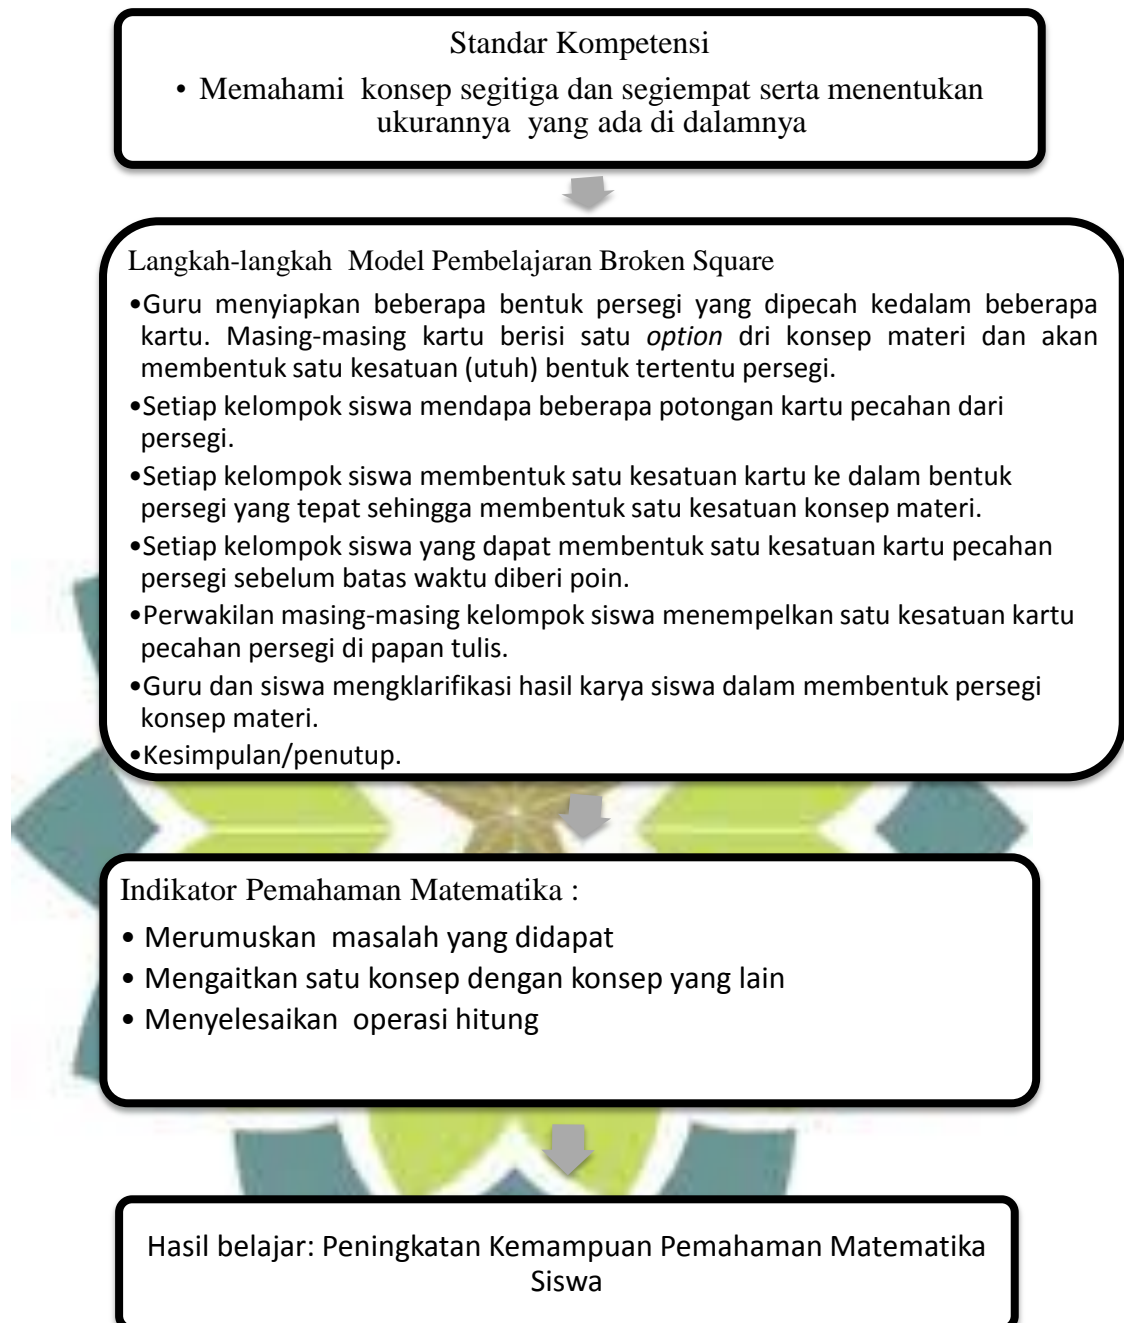 Standar Kompetensi
• Memahami konsep segitiga dan segiempat serta menentukan
ukurannya yang ada di dalamnya
Langkah-langkah Model Pembelajaran Broken Square
•Guru menyiapkan beberapa bentuk persegi yang dipecah kedalam beberapa
kartu. Masing-masing kartu berisi satu option dri konsep materi dan akan
membentuk satu kesatuan (utuh) bentuk tertentu persegi.
•Setiap kelompok siswa mendapa beberapa potongan kartu pecahan dari
persegi.
•Setiap kelompok siswa membentuk satu kesatuan kartu ke dalam bentuk
persegi yang tepat sehingga membentuk satu kesatuan konsep materi.
•Setiap kelompok siswa yang dapat membentuk satu kesatuan kartu pecahan
persegi sebelum batas waktu diberi poin.
•Perwakilan masing-masing kelompok siswa menempelkan satu kesatuan kartu
pecahan persegi di papan tulis.
•Guru dan siswa mengklarifikasi hasil karya siswa dalam membentuk persegi
konsep materi.
•Kesimpulan/penutup.
Indikator Pemahaman Matematika :
• Merumuskan masalah yang didapat
• Mengaitkan satu konsep dengan konsep yang lain
• Menyelesaikan operasi hitung
Hasil belajar: Peningkatan Kemampuan Pemahaman Matematika
Siswa